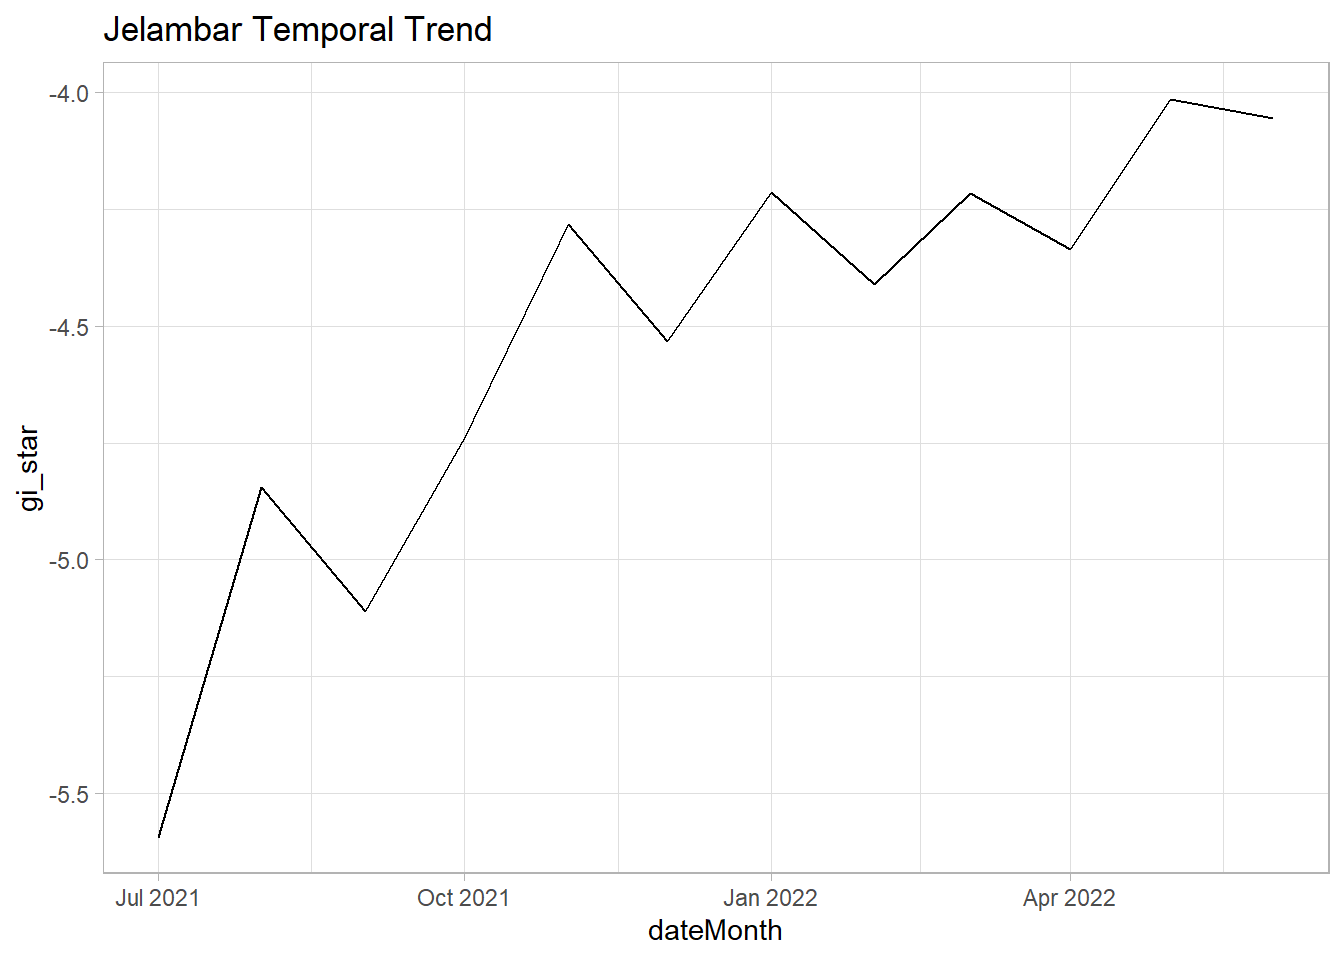 Jelambar Temporal Trend
gi_star
-4.0
-4.5
-5.0
-5.5
Jul 2021
Oct 2021
Jan 2022
Apr 2022
dateMonth